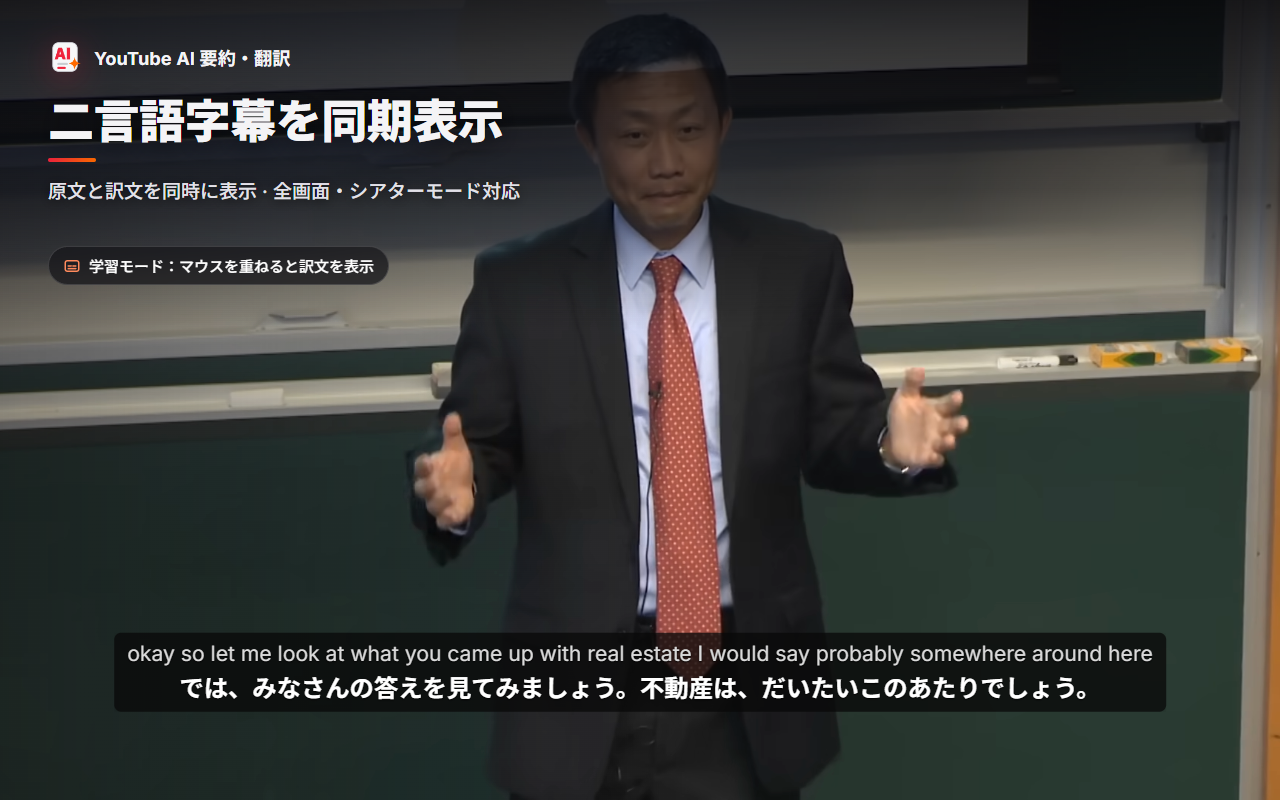 AI
YouTube AI 要約・翻訳
二言語字幕を同期表示
原文と訳文を同時に表示 · 全画面・シアターモード対応
学習モード：マウスを重ねると訳文を表示
okay so let me look at what you came up with real estate I would say probably somewhere around here
では、みなさんの答えを見てみましょう。不動産は、だいたいこのあたりでしょう。